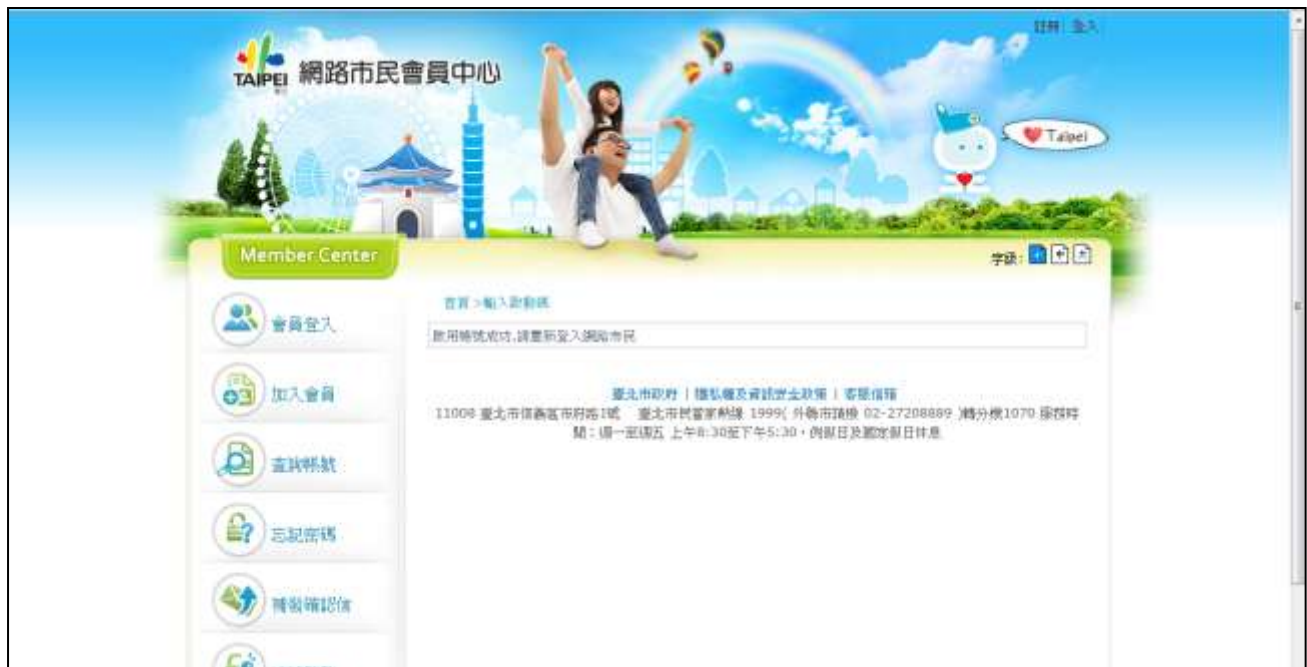 註冊 登入
TAIPEI 網路市民會員中心
Taipei
Member Center
字級:
首頁 >輸入啟動碼
啟用帳號成功,請重新登入網路市民
會員登入
加入會員
查詢帳號
忘記密碼
補發確認信
臺北市政府 | 隱私權及資訊安全政策 | 客服信箱
11008 臺北市信義區市府路1號 臺北市民當家熱線 1999( 外縣市請撥 02-27208889 )轉分機1070 服務時
間:週一至週五 上午8:30至下午5:30,例假日及國定假日休息